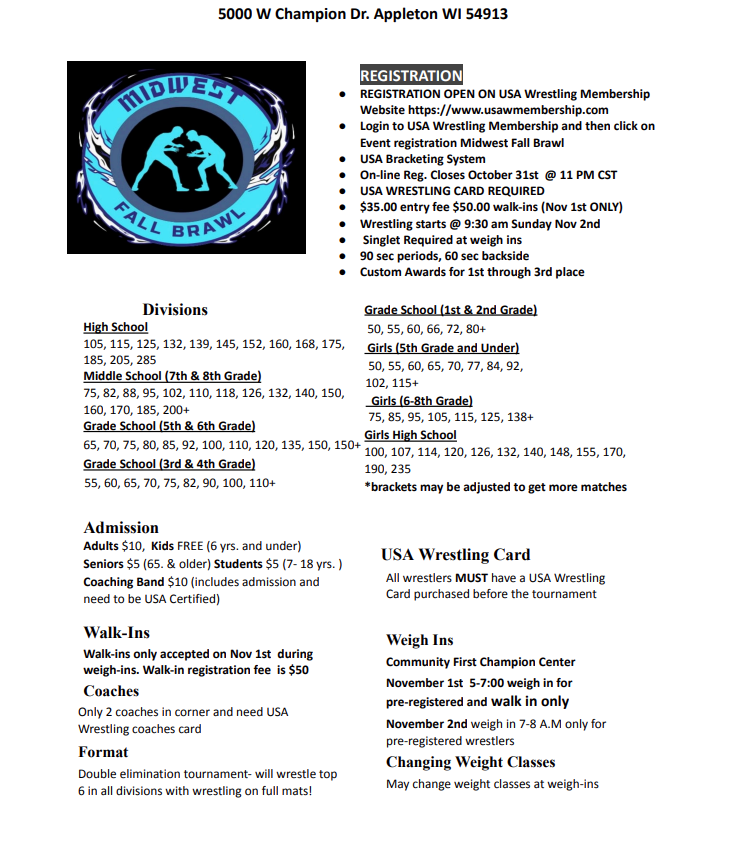 5000 W Champion Dr. Appleton WI 54913
MIDWEST
FALL BRAWL
REGISTRATION
● REGISTRATION OPEN ON USA Wrestling Membership
Website https://www.usawmembership.com
● Login to USA Wrestling Membership and then click on
Event registration Midwest Fall Brawl
● USA Bracketing System
● On-line Reg. Closes October 31st @ 11 PM CST
● USA WRESTLING CARD REQUIRED
● $35.00 entry fee $50.00 walk-ins (Nov 1st ONLY)
● Wrestling starts @ 9:30 am Sunday Nov 2nd
● Singlet Required at weigh ins
● 90 sec periods, 60 sec backside
● Custom Awards for 1st through 3rd place
Divisions
High School
105, 115, 125, 132, 139, 145, 152, 160, 168, 175,
185, 205, 285
Middle School (7th & 8th Grade)
75, 82, 88, 95, 102, 110, 118, 126, 132, 140, 150,
160, 170, 185, 200+
Grade School (5th & 6th Grade)
65, 70, 75, 80, 85, 92, 100, 110, 120, 135, 150, 150+
Grade School (3rd & 4th Grade)
55, 60, 65, 70, 75, 82, 90, 100, 110+
Grade School (1st & 2nd Grade)
50, 55, 60, 66, 72, 80+
Girls (5th Grade and Under)
50, 55, 60, 65, 70, 77, 84, 92,
102, 115+
Girls (6-8th Grade)
75, 85, 95, 105, 115, 125, 138+
Girls High School
100, 107, 114, 120, 126, 132, 140, 148, 155, 170,
190, 235
*brackets may be adjusted to get more matches
Admission
Adults $10, Kids FREE (6 yrs. and under)
Seniors $5 (65. & older) Students $5 (7- 18 yrs. )
Coaching Band $10 (includes admission and
need to be USA Certified)
Walk-Ins
Walk-ins only accepted on Nov 1st during
weigh-ins. Walk-in registration fee is $50
Coaches
Only 2 coaches in corner and need USA
Wrestling coaches card
Format
Double elimination tournament- will wrestle top
6 in all divisions with wrestling on full mats!
USA Wrestling Card
All wrestlers MUST have a USA Wrestling
Card purchased before the tournament
Weigh Ins
Community First Champion Center
November 1st 5-7:00 weigh in for
pre-registered and walk in only
November 2nd weigh in 7-8 A.M only for
pre-registered wrestlers
Changing Weight Classes
May change weight classes at weigh-ins